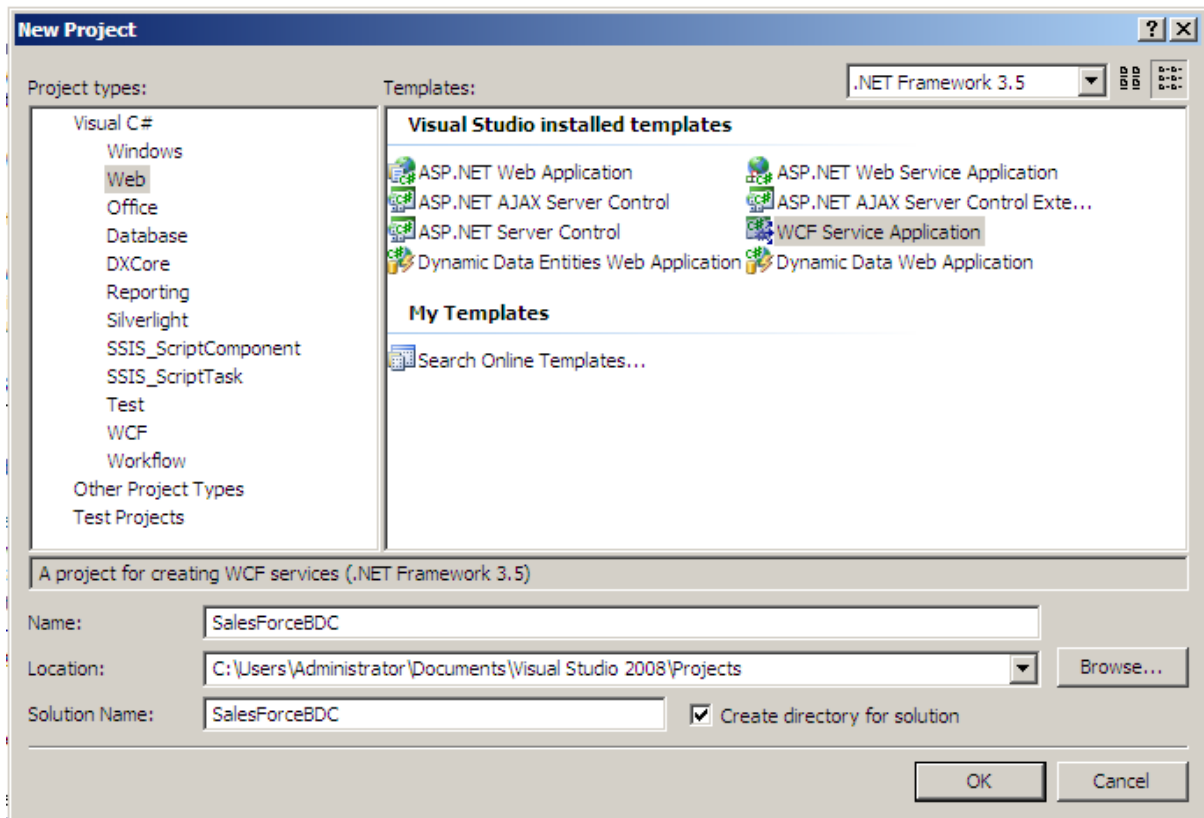 New Project
Project types:
Templates:
.NET Framework 3.5
Visual C#
Windows
Web
Office
Database
DXCore
Reporting
Silverlight
SSIS_ScriptComponent
SSIS_ScriptTask
Test
WCF
Workflow
Other Project Types
Test Projects
Visual Studio installed templates
ASP.NET Web Application
ASP.NET Web Service Application
ASP.NET AJAX Server Control
ASP.NET AJAX Server Control Exte...
ASP.NET Server Control
WCF Service Application
Dynamic Data Entities Web Application
Dynamic Data Web Application
My Templates
Search Online Templates...
A project for creating WCF services (.NET Framework 3.5)
Name:
SalesForceBDC
Location:
C:\Users\Administrator\Documents\Visual Studio 2008\Projects
Browse...
Solution Name:
SalesForceBDC
Create directory for solution
OK
Cancel